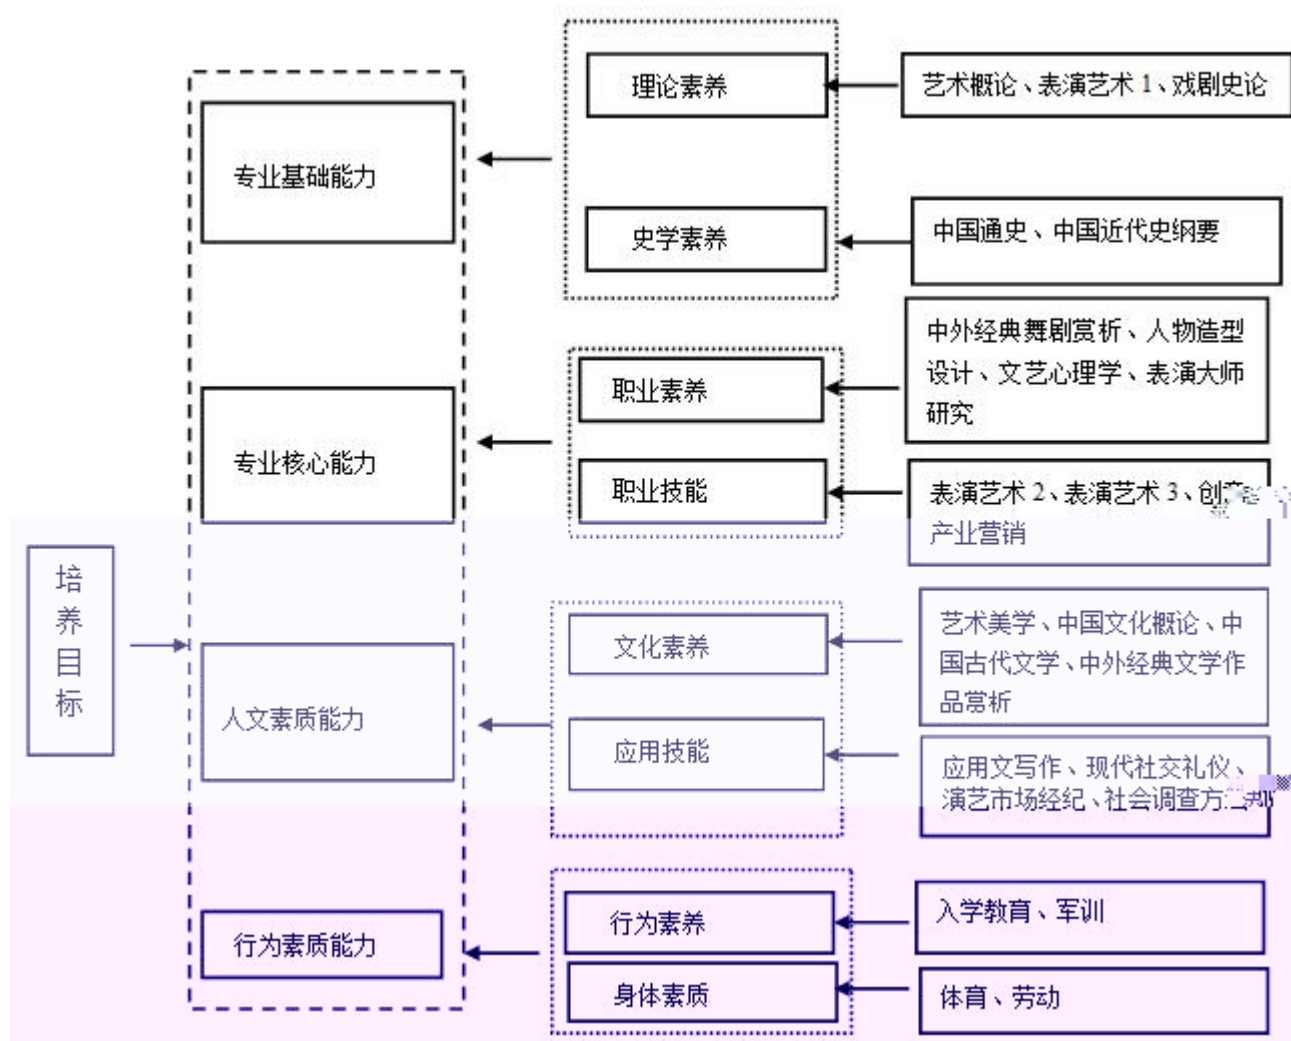 理论素养
艺术概论、表演艺术 1、戏剧史论
专业基础能力
史学素养
中国通史、中国近代史纲要
中外经典舞剧赏析、人物造型
设计、文艺心理学、表演大师
研究
职业素养
专业核心能力
职业技能
表演艺术 2、表演艺术 3、创意
产业营销
培
养
目
标
艺术美学、中国文化概论、中
国古代文学、中外经典文学作
品赏析
文化素养
人文素质能力
应用技能
应用文写作、现代社交礼仪、
演艺市场经纪、社会调查方
行为素养
入学教育、军训
行为素质能力
身体素质
体育、劳动